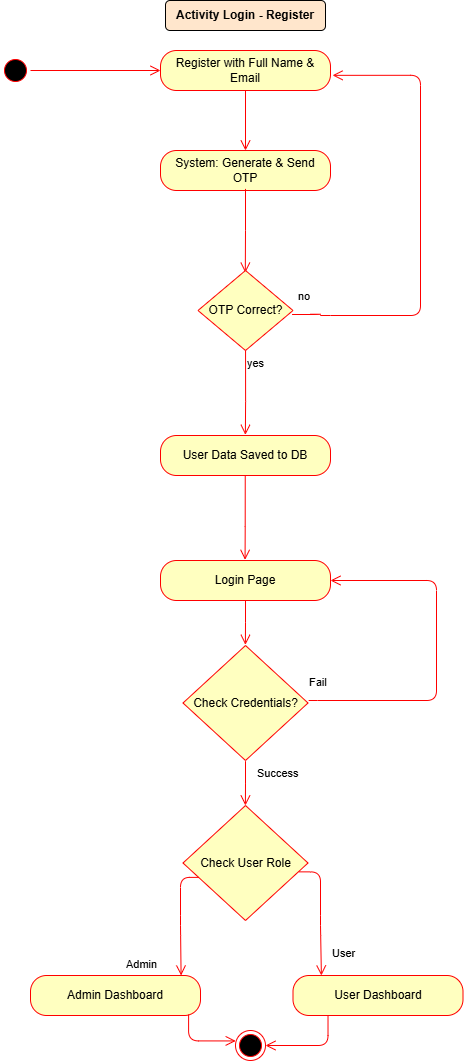 Activity Login - Register
Register with Full Name &
Email
System: Generate & Send
OTP
no
OTP Correct?
yes
User Data Saved to DB
Login Page
Fail
Check Credentials?
Success
Check User Role
User
Admin
Admin Dashboard
User Dashboard